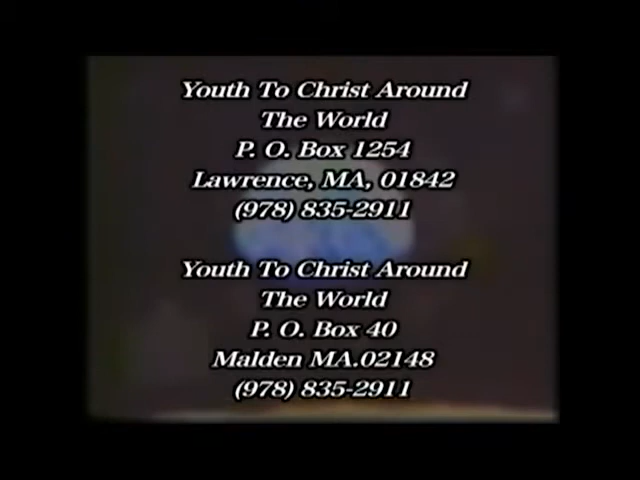 Youth To Christ Around
The World
P. O. Box 1254
Lawrence, MA, 01842
(978) 835-2911
Youth To Christ Around
The World
P. O. Box 40
Malden MA.02148
(978) 835-2911